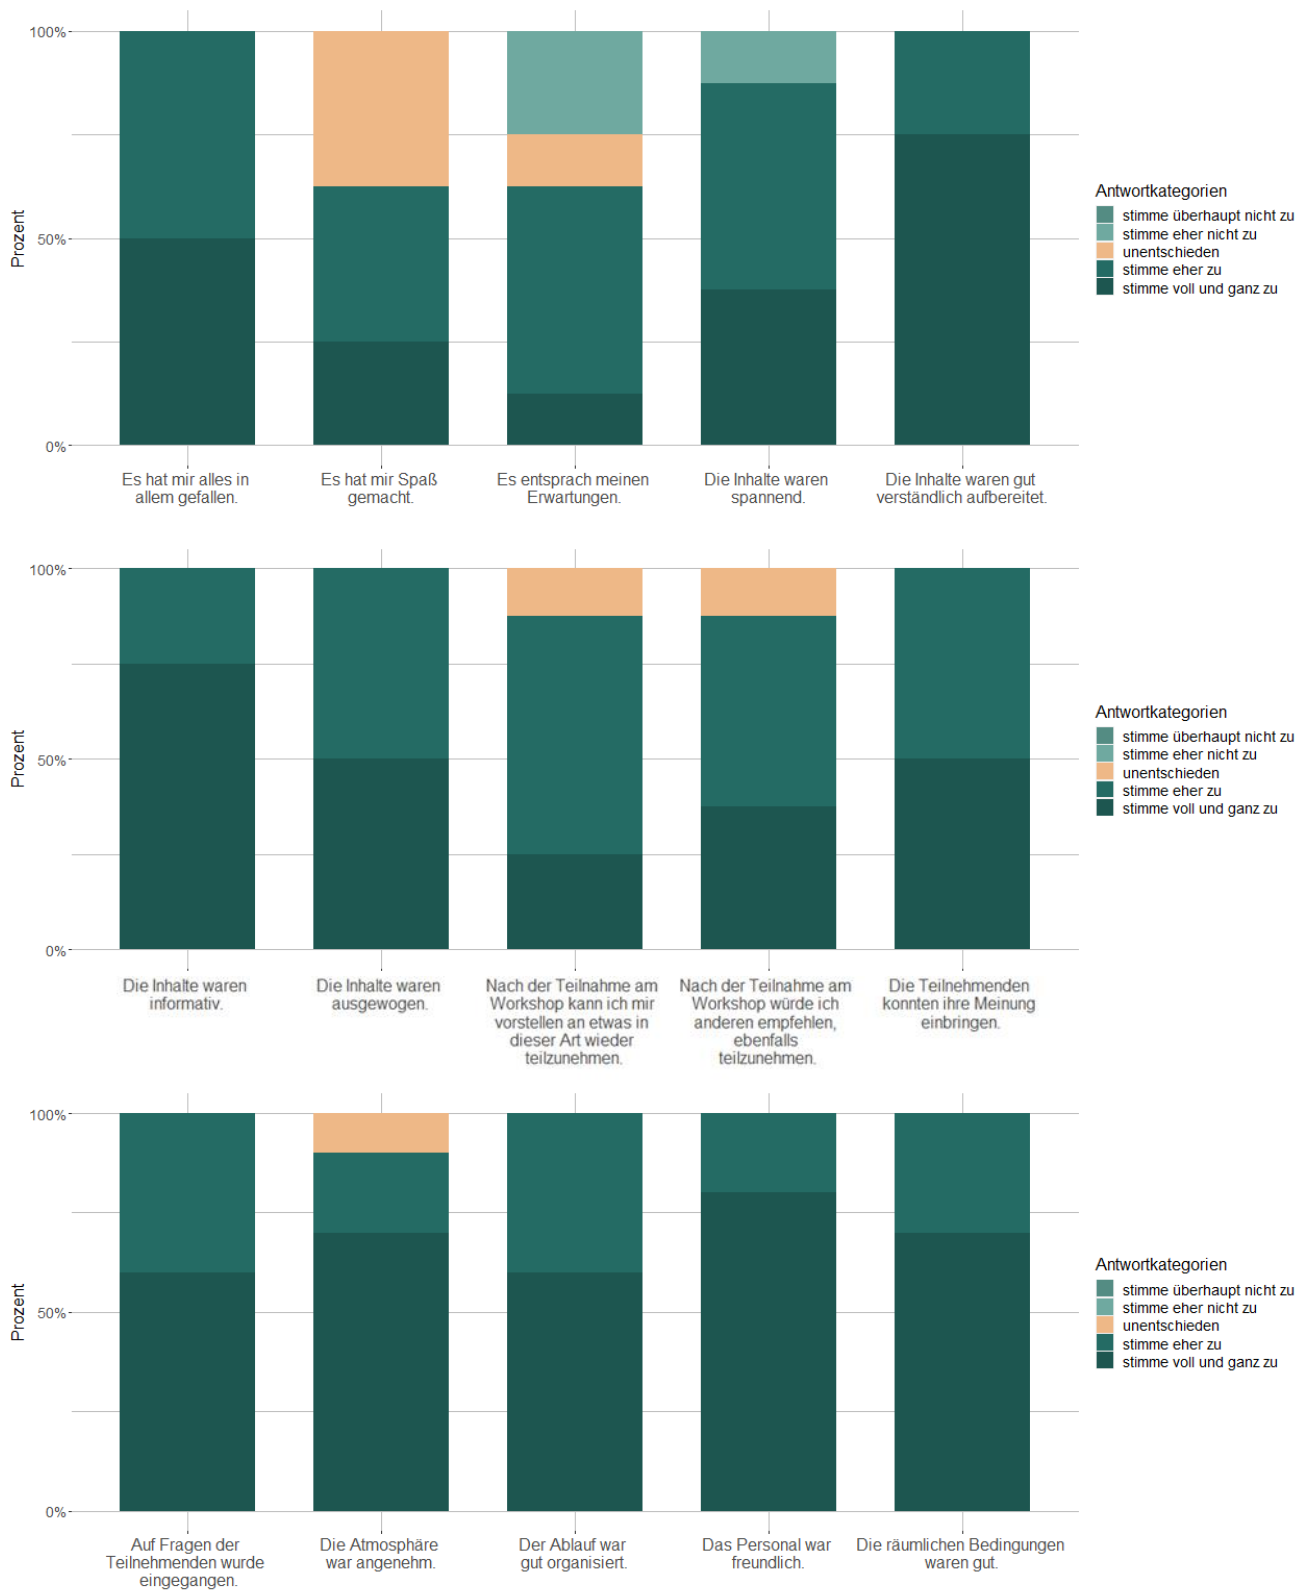 100%
50%
0%
Prozent
Es hat mir alles in
allem gefallen.
Es hat mir Spaß
gemacht.
Es entsprach meinen
Erwartungen.
Die Inhalte waren
spannend.
Die Inhalte waren gut
verständlich aufbereitet.
Antwortkategorien
stimme überhaupt nicht zu
stimme eher nicht zu
unentschieden
stimme eher zu
stimme voll und ganz zu
100%
50%
0%
Prozent
Die Inhalte waren
informativ.
Die Inhalte waren
ausgewogen.
Nach der Teilnahme am
Workshop kann ich mir
vorstellen an etwas in
dieser Art wieder
teilzunehmen.
Nach der Teilnahme am
Workshop würde ich
anderen empfehlen,
ebenfalls
teilzunehmen.
Die Teilnehmenden
konnten ihre Meinung
einbringen.
Antwortkategorien
stimme überhaupt nicht zu
stimme eher nicht zu
unentschieden
stimme eher zu
stimme voll und ganz zu
100%
50%
0%
Prozent
Auf Fragen der
Teilnehmenden wurde
eingegangen.
Die Atmosphäre
war angenehm.
Der Ablauf war
gut organisiert.
Das Personal war
freundlich.
Die räumlichen Bedingungen
waren gut.
Antwortkategorien
stimme überhaupt nicht zu
stimme eher nicht zu
unentschieden
stimme eher zu
stimme voll und ganz zu